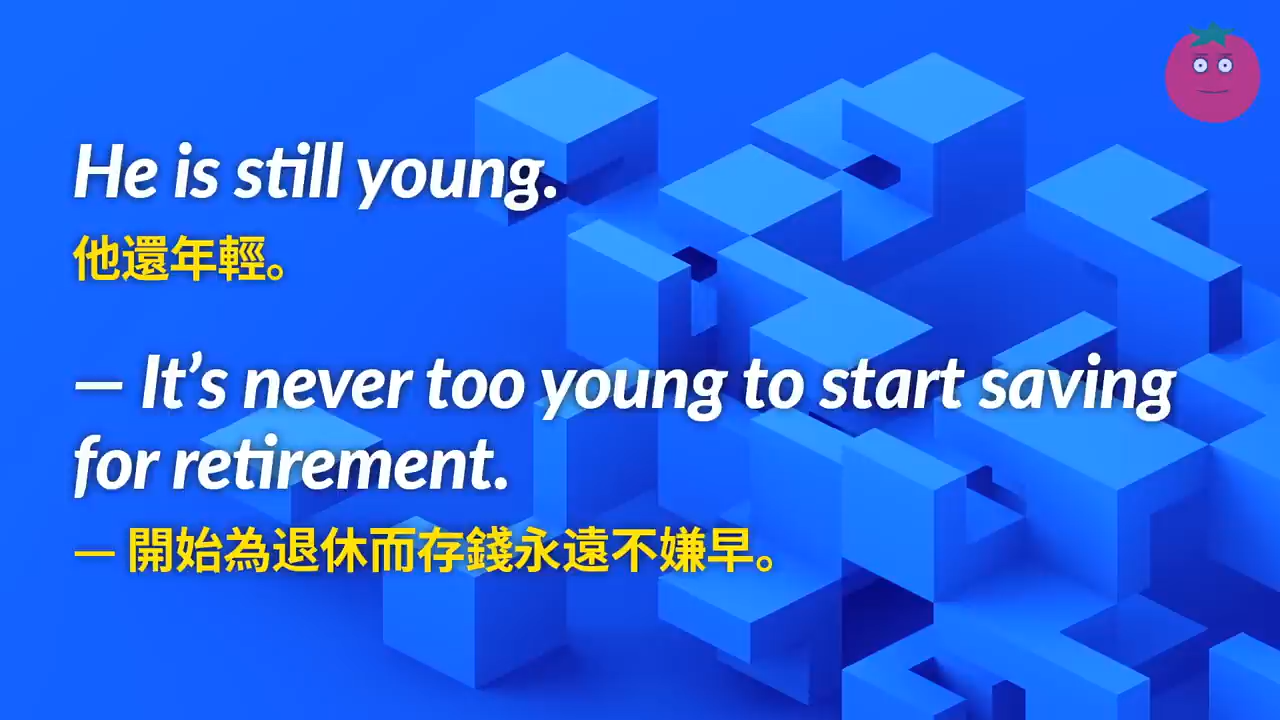 He is still young.
他還年輕。
— It’s never too young to start saving
for retirement.
— 開始為退休而存錢永遠不嫌早。